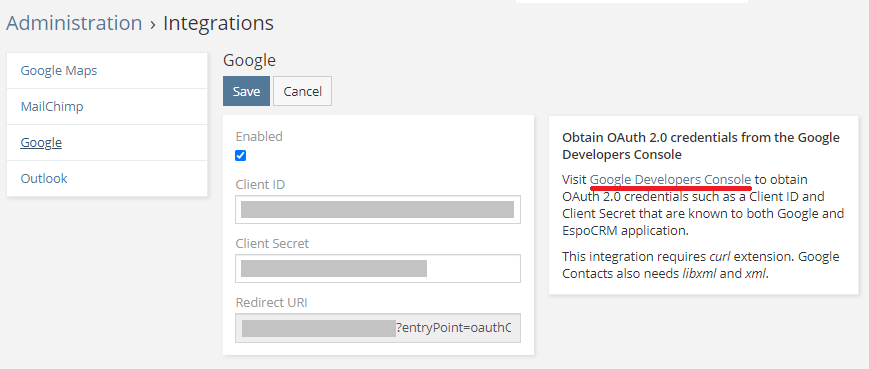 Administration › Integrations
Google Maps
MailChimp
Google
Outlook
Google
Save Cancel
Enabled
Client ID
Client Secret
Redirect URI
?entryPoint=oauthC
Obtain OAuth 2.0 credentials from the Google
Developers Console
Visit Google Developers Console to obtain
OAuth 2.0 credentials such as a Client ID and
Client Secret that are known to both Google and
EspoCRM application.
This integration requires curl extension. Google
Contacts also needs libxml and xml.